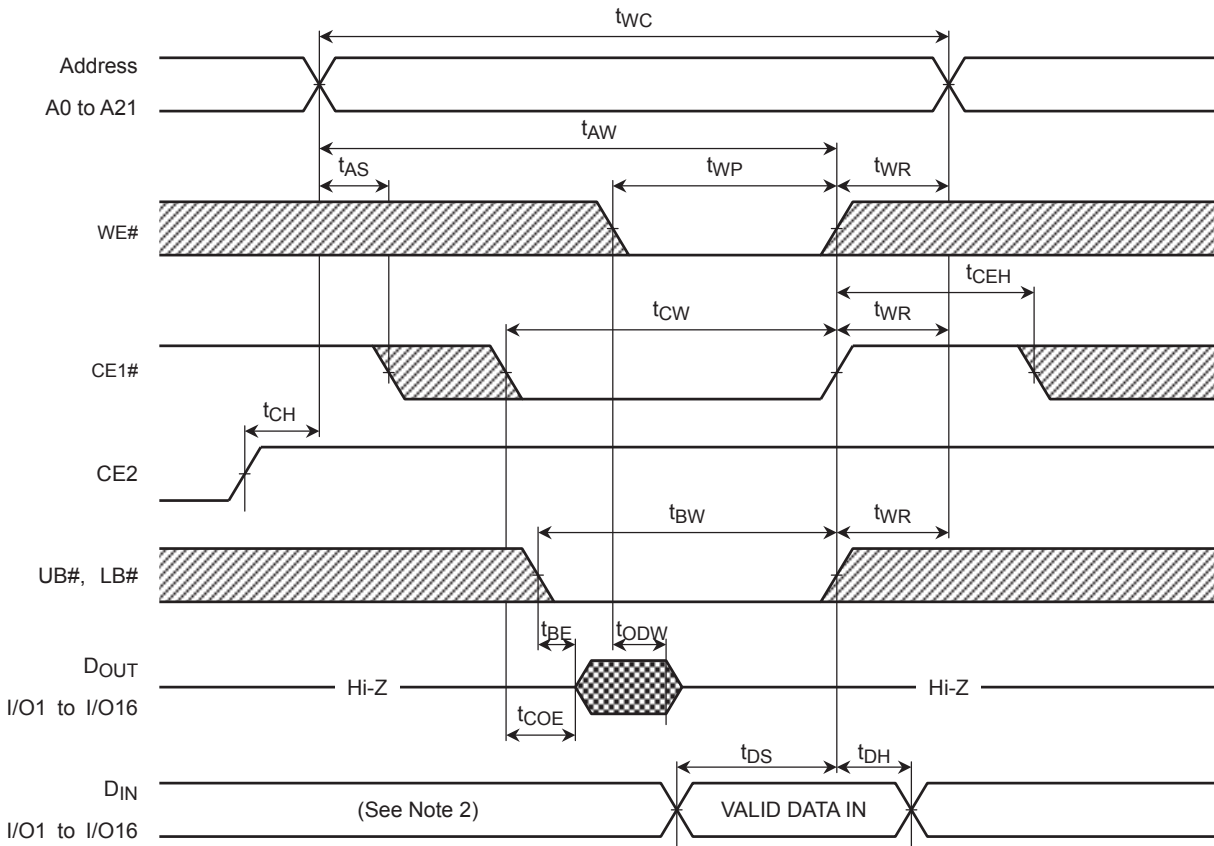 tWC
Address
A0 to A21
tAW
tAS
tWP
tWR
WE#
tCEH
tCW
tWR
CE1#
tCH
CE2
tBW
tWR
UB#, LB#
tBE
tODW
DOUT
Hi-Z
Hi-Z
I/O1 to I/O16
tCOE
tDS
tDH
DIN
(See Note 2)
VALID DATA IN
I/O1 to I/O16